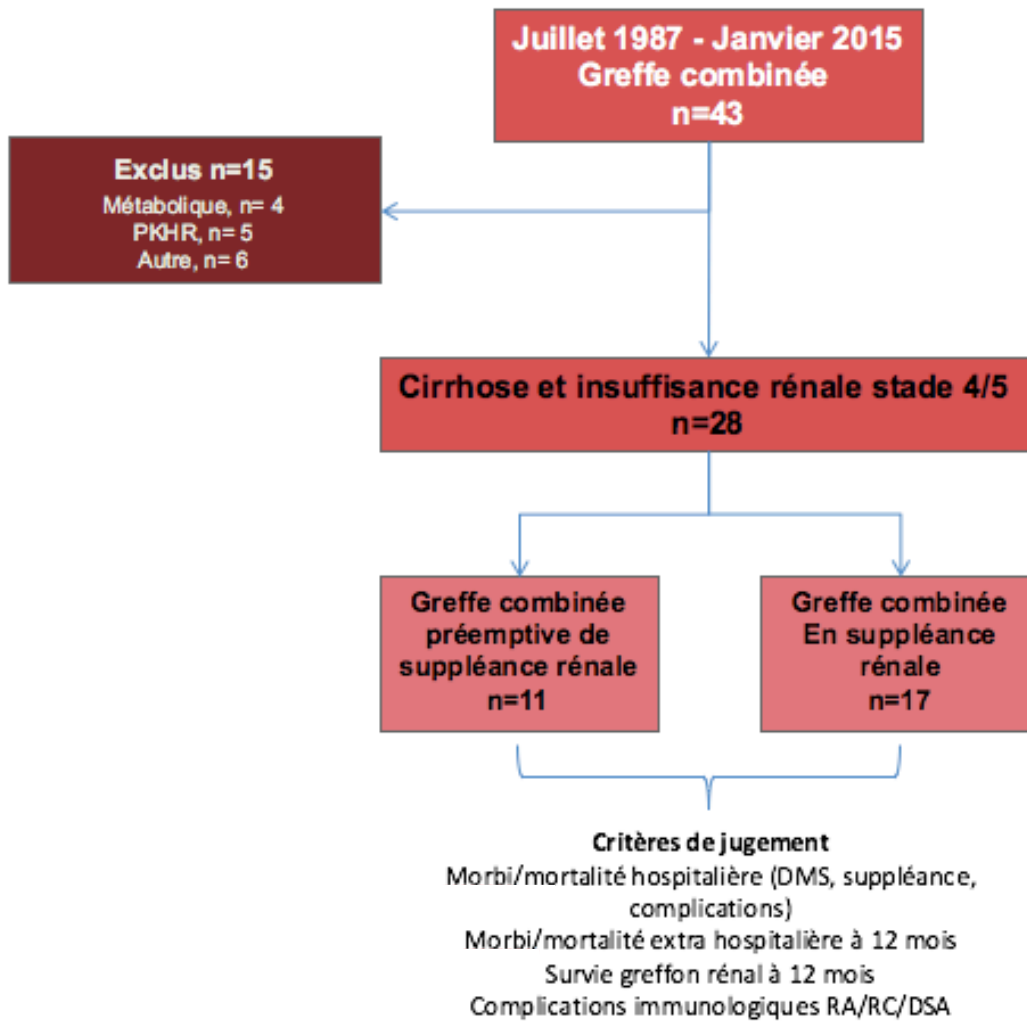 Juillet 1987 - Janvier 2015
Greffe combinée
n=43
Exclus n=15
Métabolique, n= 4
PKHR, n= 5
Autre, n= 6
Cirrhose et insuffisance rénale stade 4/5
n=28
Greffe combinée
préemptive de
suppléance rénale
n=11
Greffe combinée
En suppléance
rénale
n=17
Critères de jugement
Morbi/mortalité hospitalière (DMS, suppléance,
complications)
Morbi/mortalité extra hospitalière à 12 mois
Survie greffon rénal à 12 mois
Complications immunologiques RA/RC/DSA